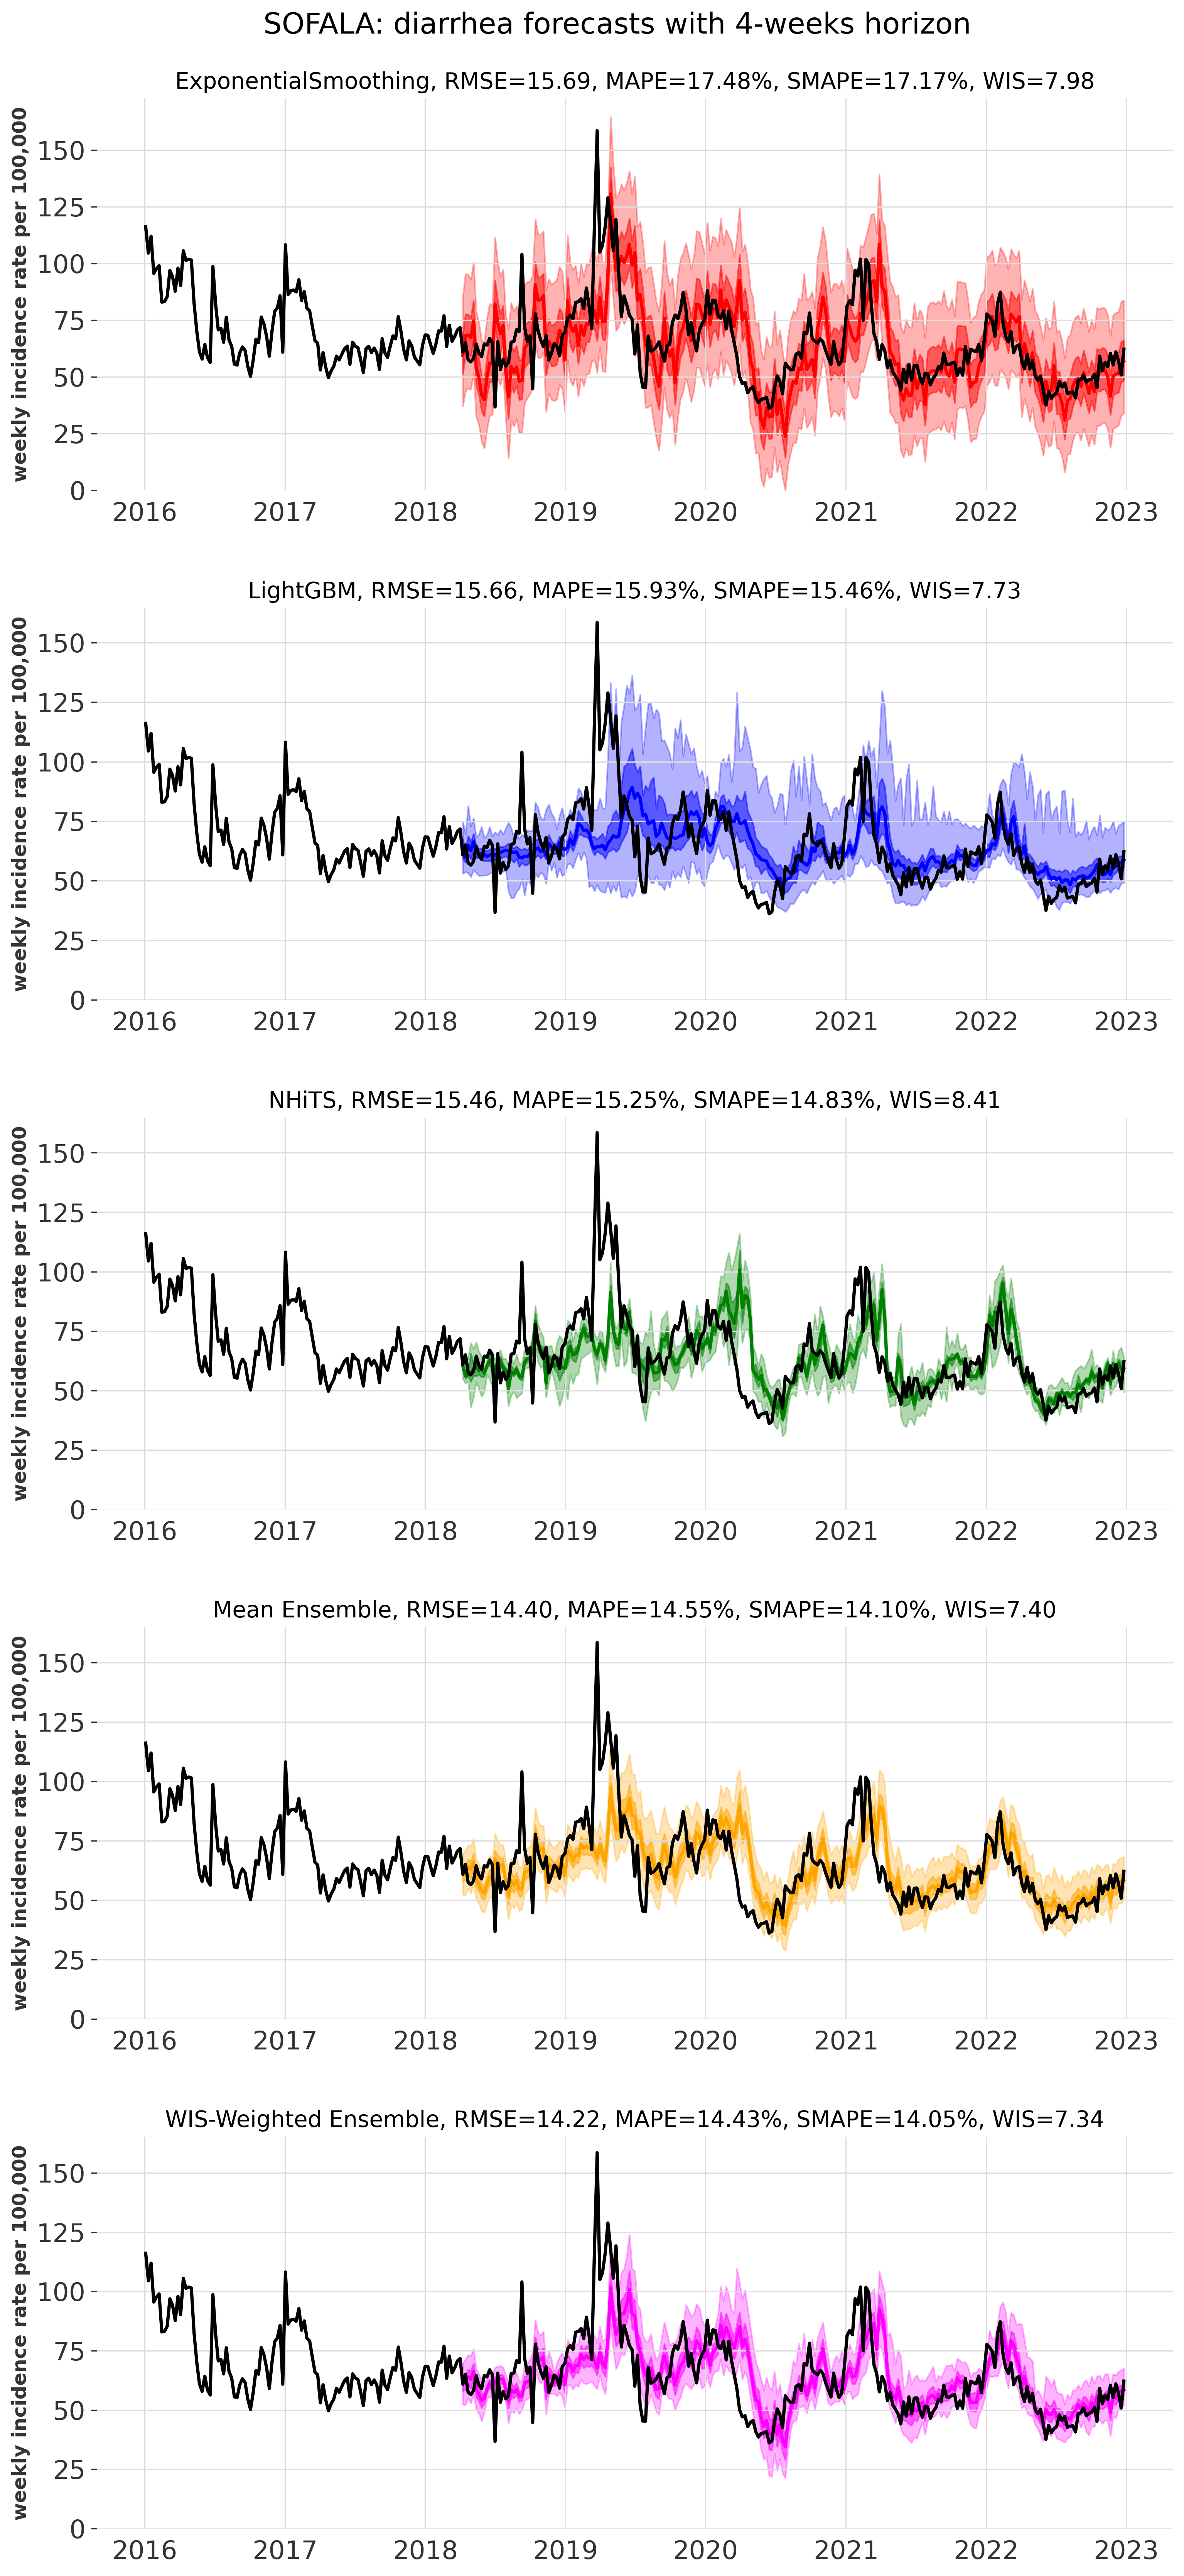 SOFALA: diarrhea forecasts with 4-weeks horizon
ExponentialSmoothing, RMSE=15.69, MAPE=17.48%, SMAPE=17.17%, WIS=7.98
weekly incidence rate per 100,000
150
125
100
75
50
25
0
2016 2017 2018 2019 2020 2021 2022 2023
LightGBM, RMSE=15.66, MAPE=15.93%, SMAPE=15.46%, WIS=7.73
weekly incidence rate per 100,000
150
125
100
75
50
25
0
2016 2017 2018 2019 2020 2021 2022 2023
NHiTS, RMSE=15.46, MAPE=15.25%, SMAPE=14.83%, WIS=8.41
weekly incidence rate per 100,000
150
125
100
75
50
25
0
2016 2017 2018 2019 2020 2021 2022 2023
Mean Ensemble, RMSE=14.40, MAPE=14.55%, SMAPE=14.10%, WIS=7.40
weekly incidence rate per 100,000
150
125
100
75
50
25
0
2016 2017 2018 2019 2020 2021 2022 2023
WIS-Weighted Ensemble, RMSE=14.22, MAPE=14.43%, SMAPE=14.05%, WIS=7.34
weekly incidence rate per 100,000
150
125
100
75
50
25
0
2016 2017 2018 2019 2020 2021 2022 2023